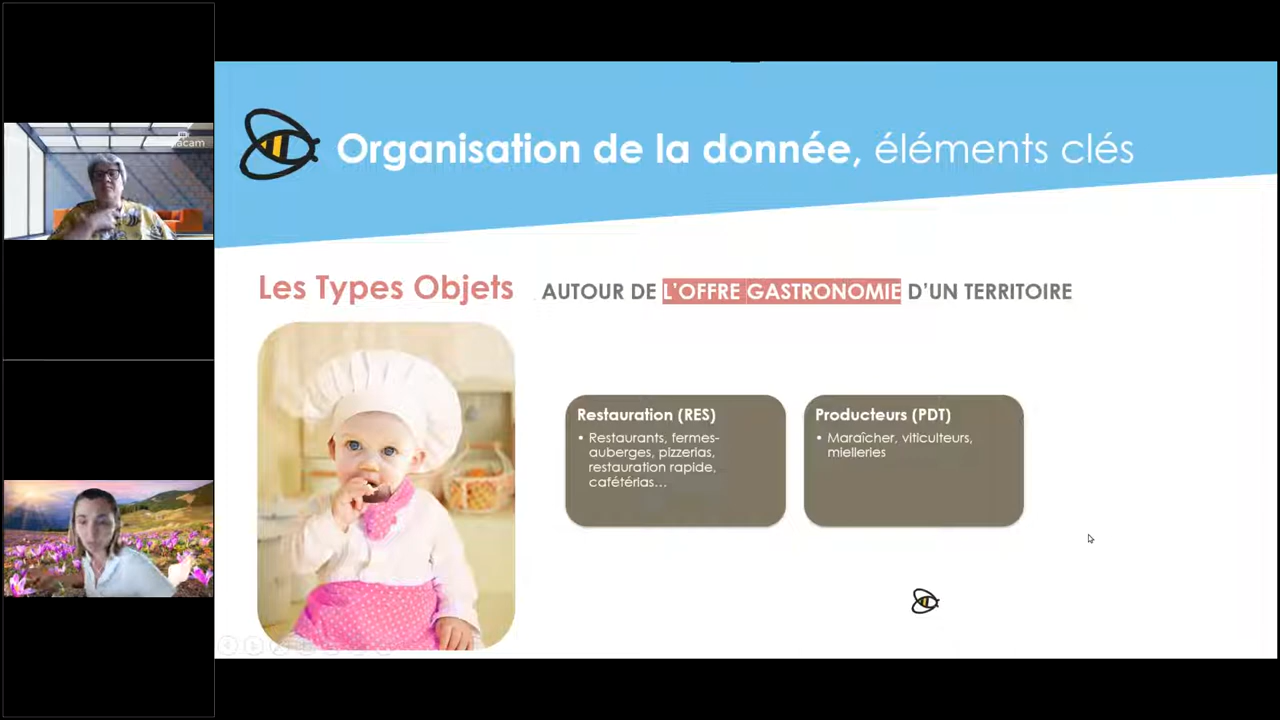 Organisation de la donnée, éléments clés
Les Types Objets
AUTOUR DE L'OFFRE GASTRONOMIE D'UN TERRITOIRE
Restauration (RES)
• Restaurants, fermes-
auberges, pizzerias,
restauration rapide,
cafétérias…
Producteurs (PDT)
• Maraîcher, viticulteurs,
mielleries